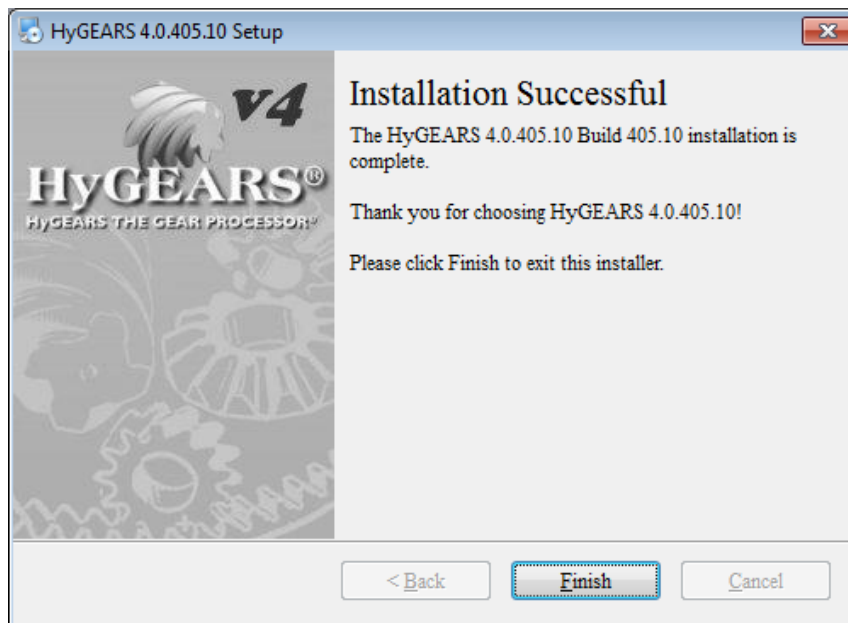 HyGEARS 4.0.405.10 Setup
V4
HyGEARS®
HyGEARS THE GEAR PROCESSOR®
Installation Successful
The HyGEARS 4.0.405.10 Build 405.10 installation is
complete.
Thank you for choosing HyGEARS 4.0.405.10!
Please click Finish to exit this installer.
< Back
Finish
Cancel